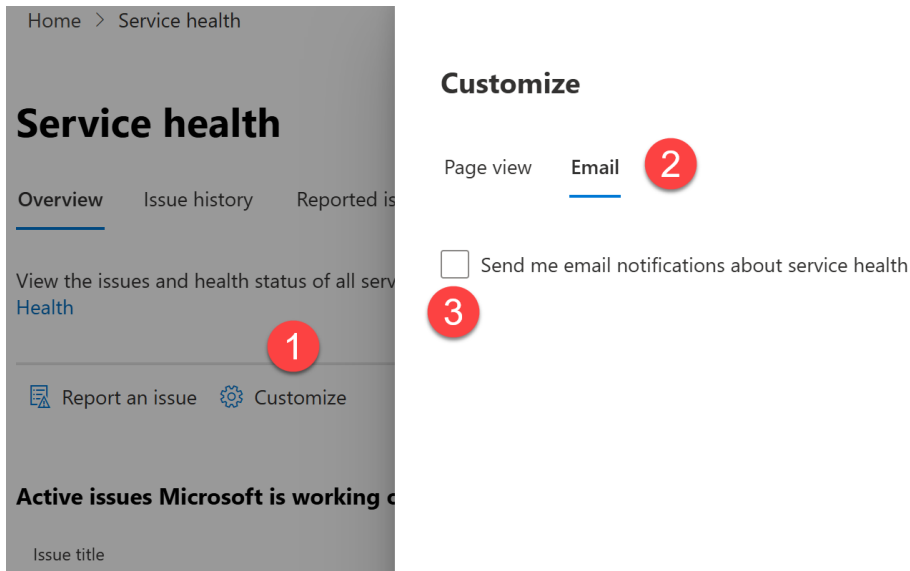 Home > Service health
Service health
Overview Issue history Reported is
View the issues and health status of all serv
Health
1
Report an issue Customize
Active issues Microsoft is working o
Issue title
Customize
Page view Email 2
Send me email notifications about service health
3